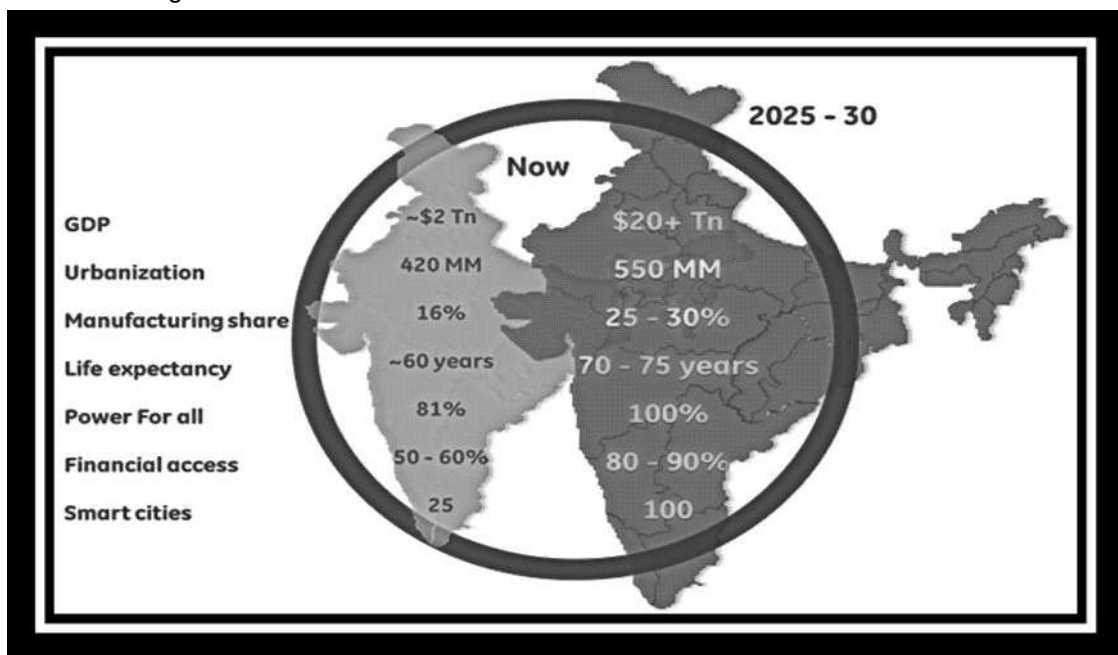 2025 - 30
Now
GDP ~$2 Tn $20+ Tn
Urbanization 420 MM 550 MM
Manufacturing share 16% 25 - 30%
Life expectancy ~60 years 70 - 75 years
Power For all 81% 100%
Financial access 50 - 60% 80 - 90%
Smart cities 25 100